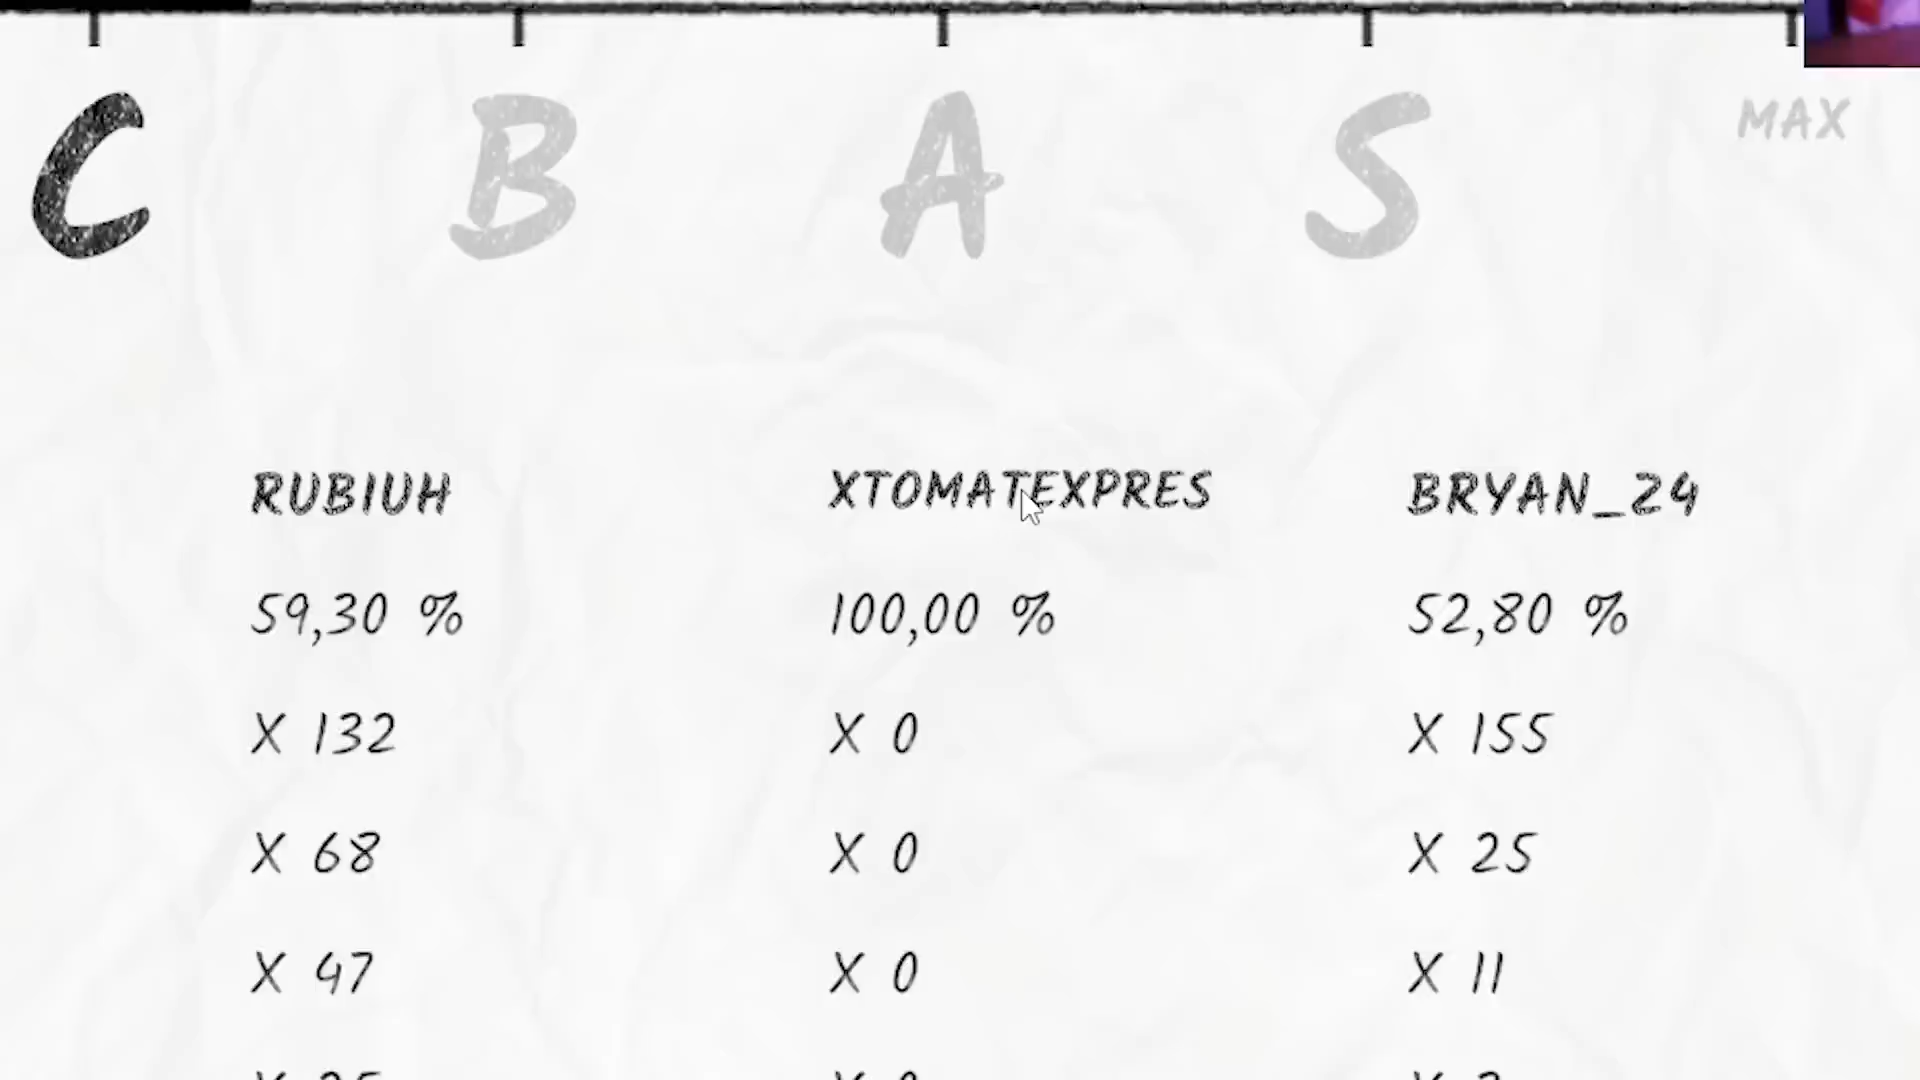 C B A S MAX
RUBIUH XTOMATEXPRES BRYAN_24
59,30 % 100,00 % 52,80 %
X 132 X 0 X 155
X 68 X 0 X 25
X 47 X 0 X 11